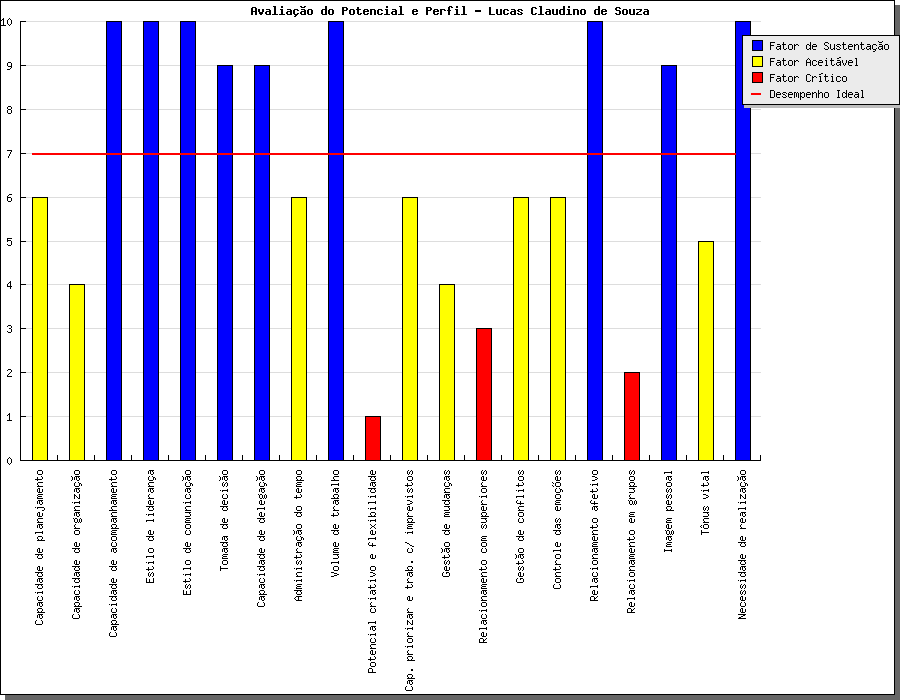 Avaliação do Potencial e Perfil - Lucas Claudino de Souza
Fator de Sustentação
Fator Aceitável
Fator Crítico
Desempenho Ideal
10
9
8
7
6
5
4
3
2
1
0
Capacidade de planejamento
Capacidade de organização
Capacidade de acompanhamento
Estilo de liderança
Estilo de comunicação
Tomada de decisão
Capacidade de delegação
Administração do tempo
Volume de trabalho
Potencial criativo e flexibilidade
Cap. priorizar e trab. c/ imprevistos
Gestão de mudanças
Relacionamento com superiores
Gestão de conflitos
Controle das emoções
Relacionamento afetivo
Relacionamento em grupos
Imagem pessoal
Tônus vital
Necessidade de realização